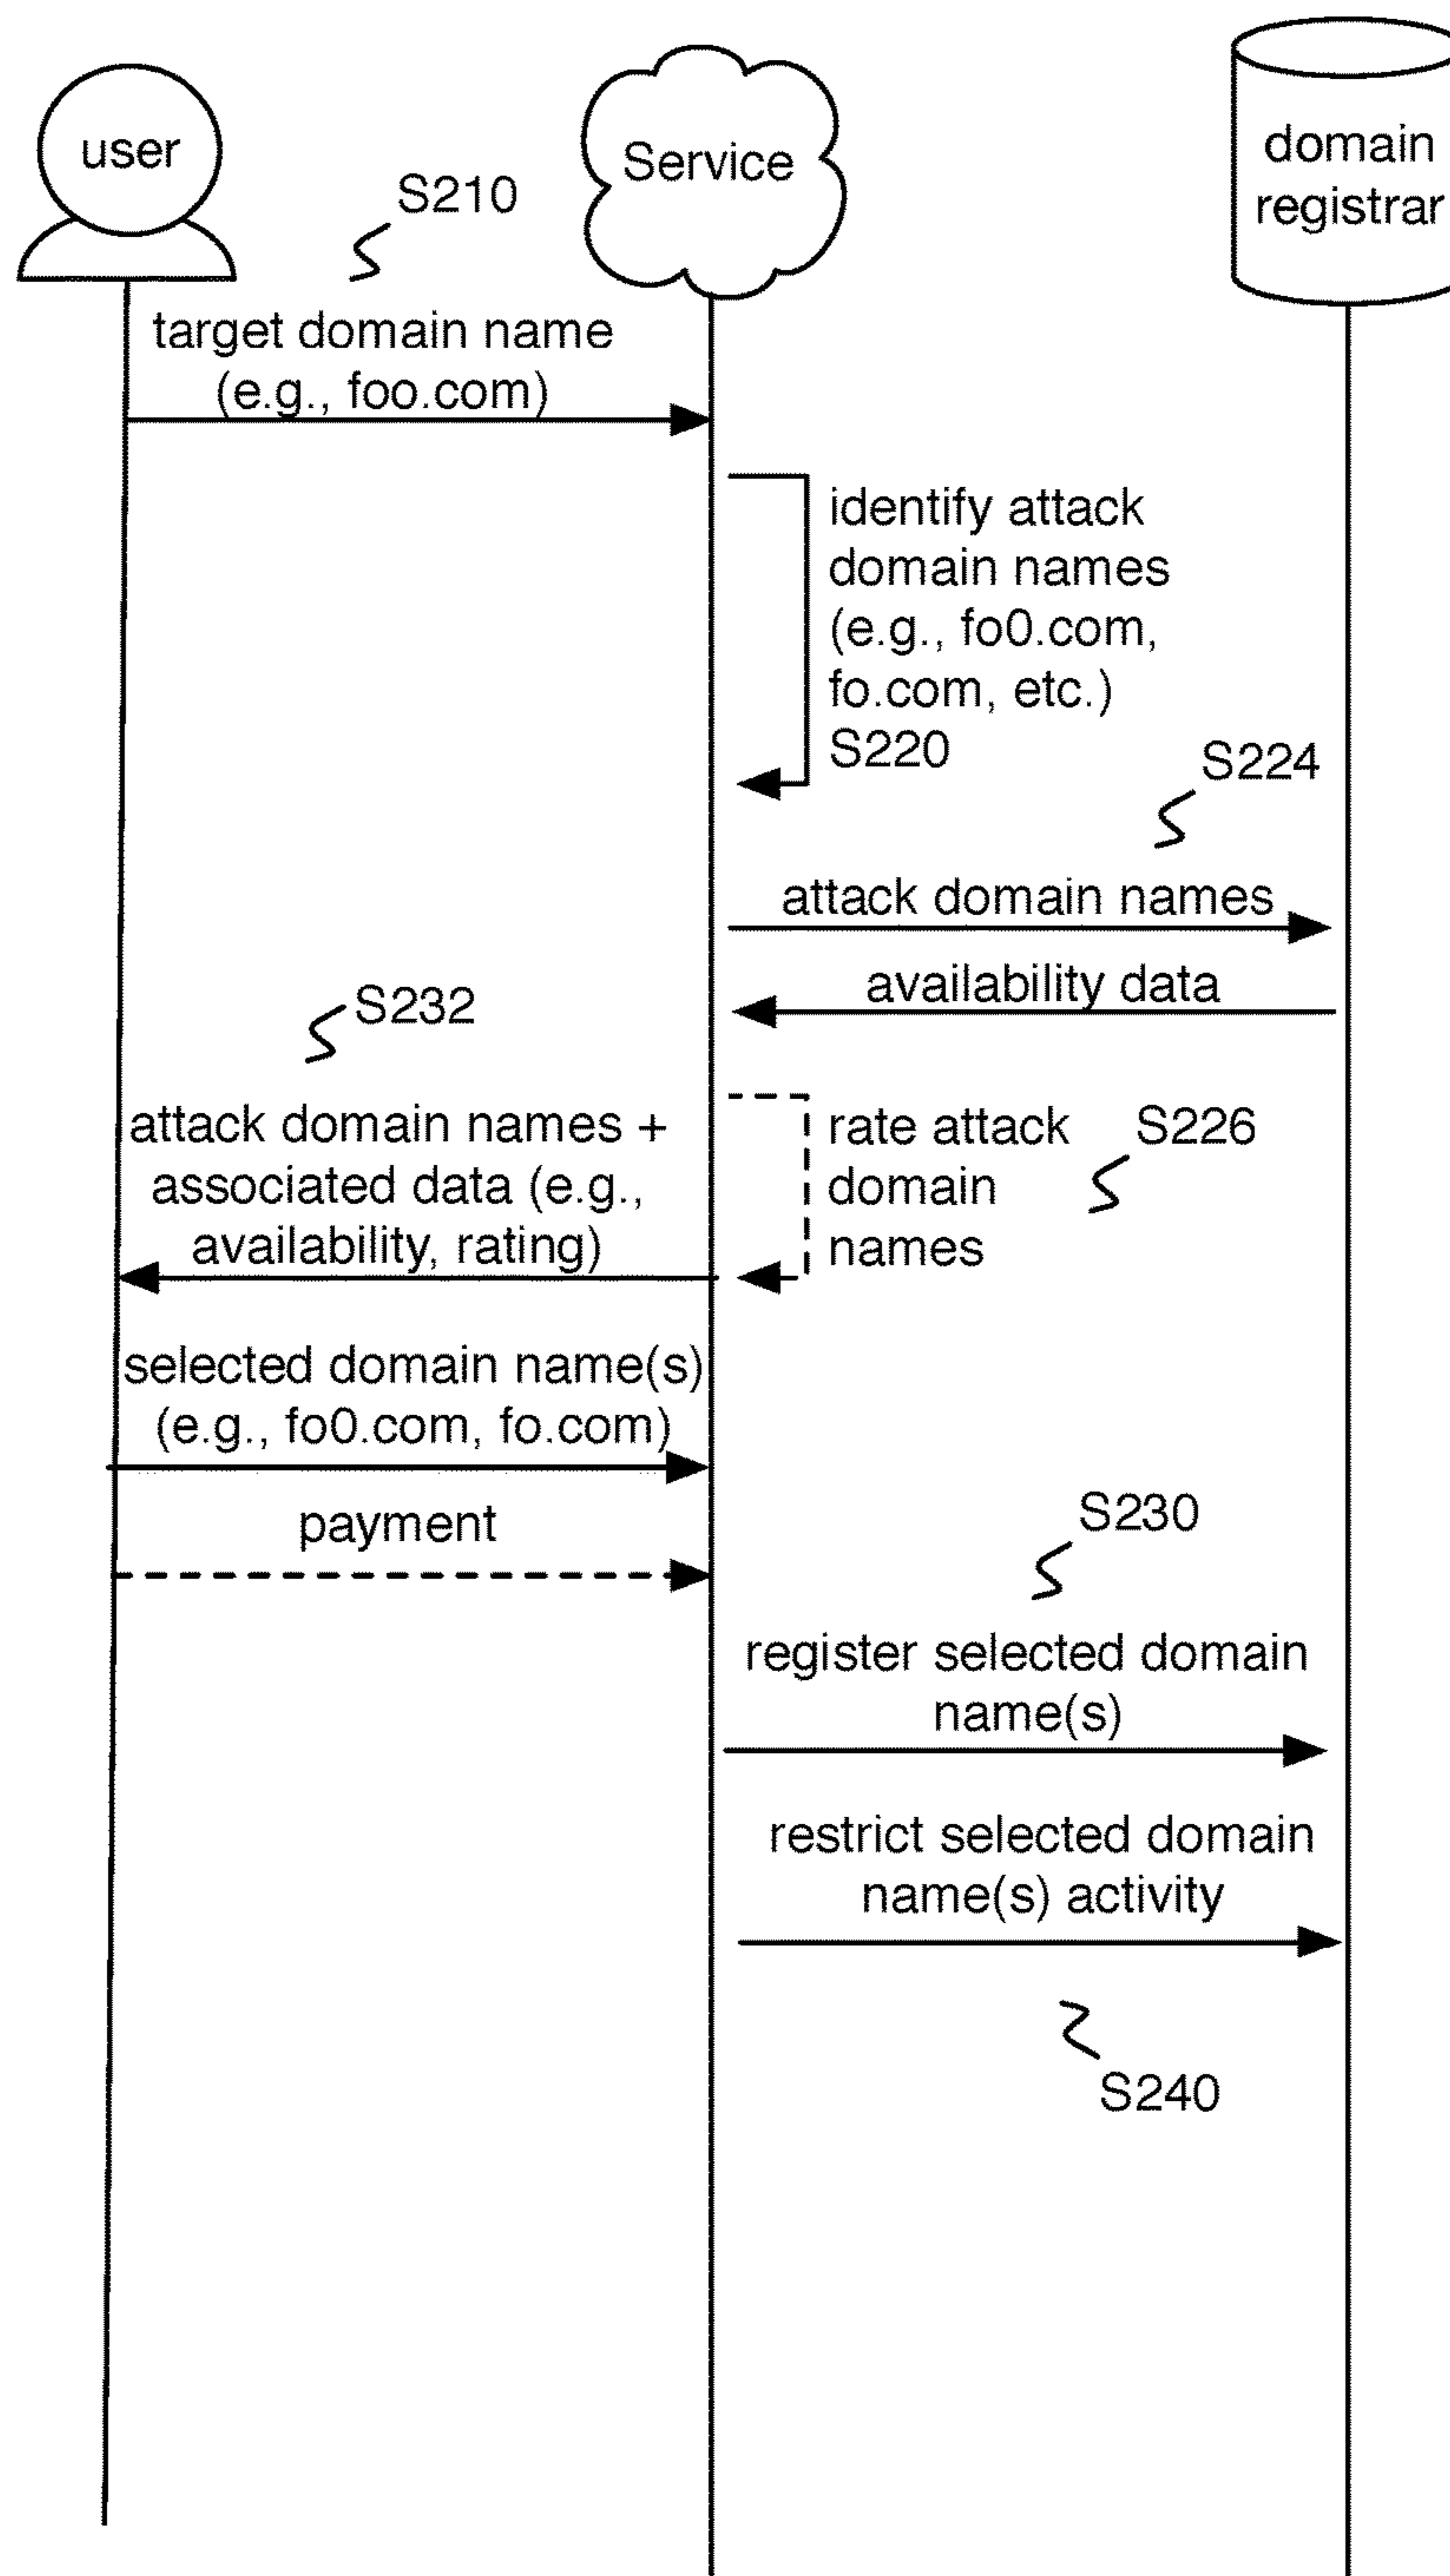 user
Service
domain
registrar
S210
target domain name
(e.g., foo.com)
identify attack
domain names
(e.g., fo0.com,
fo.com, etc.)
S220
S224
attack domain names
availability data
S232
attack domain names +
associated data (e.g.,
availability, rating)
rate attack
domain
names
S226
selected domain name(s)
(e.g., fo0.com, fo.com)
payment
S230
register selected domain
name(s)
restrict selected domain
name(s) activity
S240